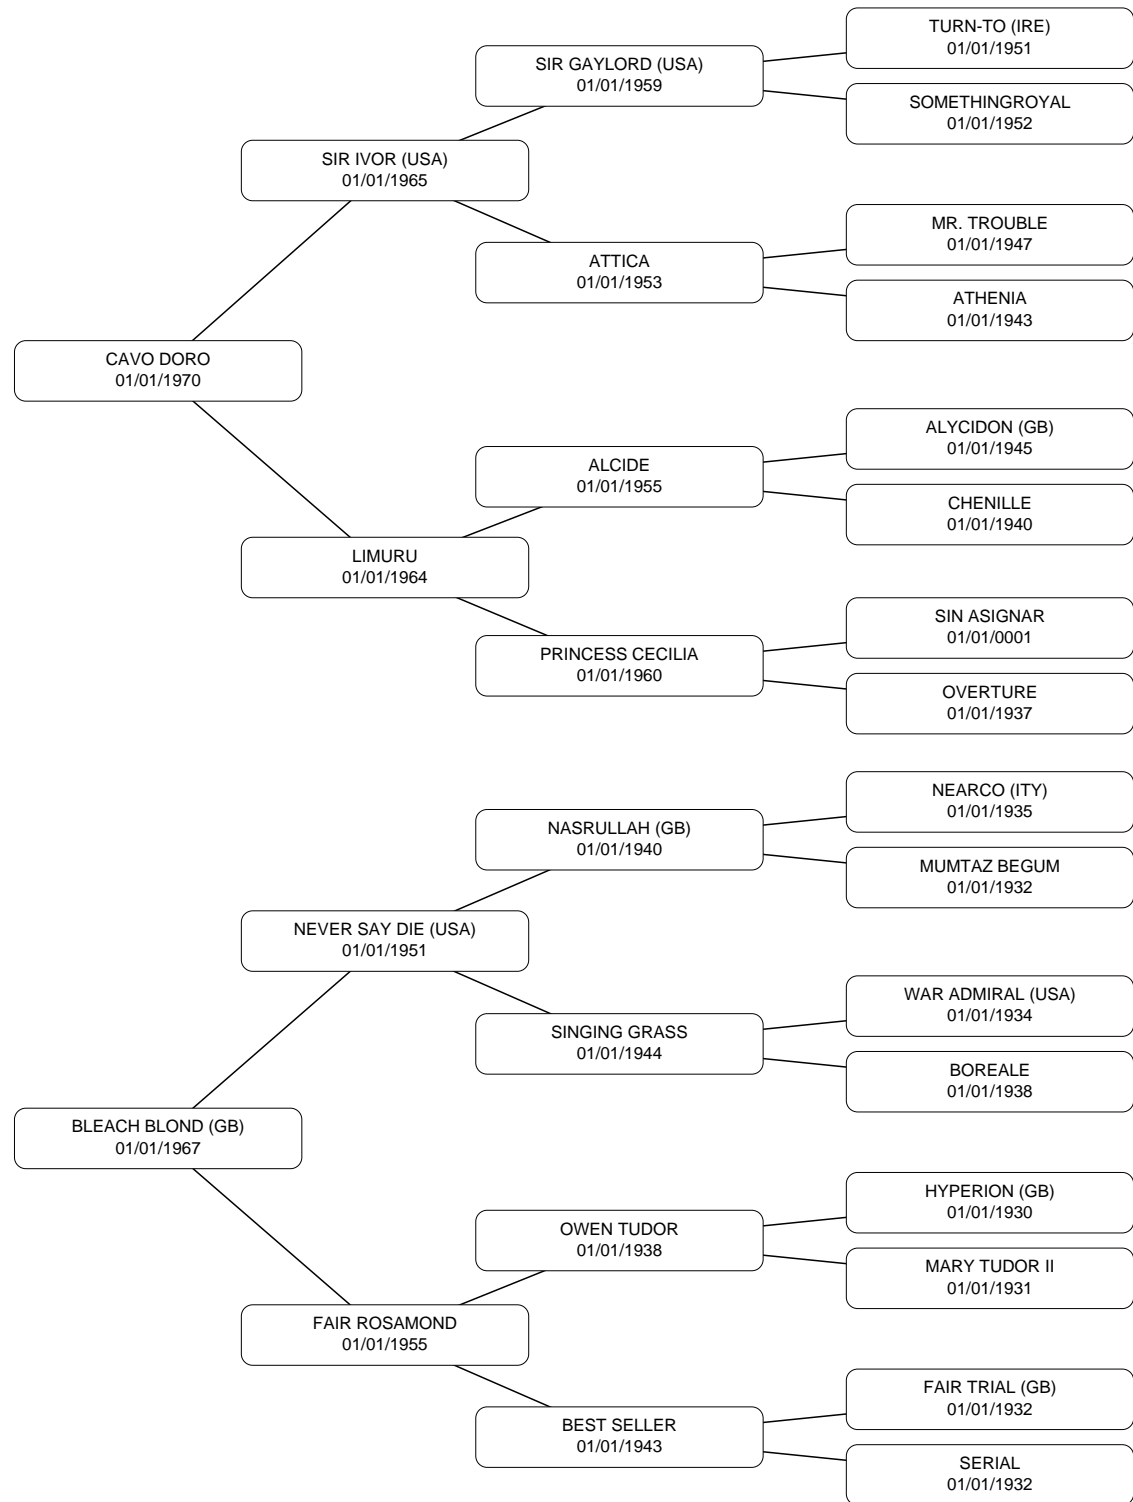 TURN-TO (IRE)
01/01/1951
SIR GAYLORD (USA)
01/01/1959
SOMETHINGROYAL
01/01/1952
SIR IVOR (USA)
01/01/1965
MR. TROUBLE
01/01/1947
ATTICA
01/01/1953
ATHENIA
01/01/1943
CAVO DORO
01/01/1970
ALYCIDON (GB)
01/01/1945
ALCIDE
01/01/1955
CHENILLE
01/01/1940
LIMURU
01/01/1964
SIN ASIGNAR
01/01/0001
PRINCESS CECILIA
01/01/1960
OVERTURE
01/01/1937
NEARCO (ITY)
01/01/1935
NASRULLAH (GB)
01/01/1940
MUMTAZ BEGUM
01/01/1932
NEVER SAY DIE (USA)
01/01/1951
WAR ADMIRAL (USA)
01/01/1934
SINGING GRASS
01/01/1944
BOREALE
01/01/1938
BLEACH BLOND (GB)
01/01/1967
HYPERION (GB)
01/01/1930
OWEN TUDOR
01/01/1938
MARY TUDOR II
01/01/1931
FAIR ROSAMOND
01/01/1955
FAIR TRIAL (GB)
01/01/1932
BEST SELLER
01/01/1943
SERIAL
01/01/1932